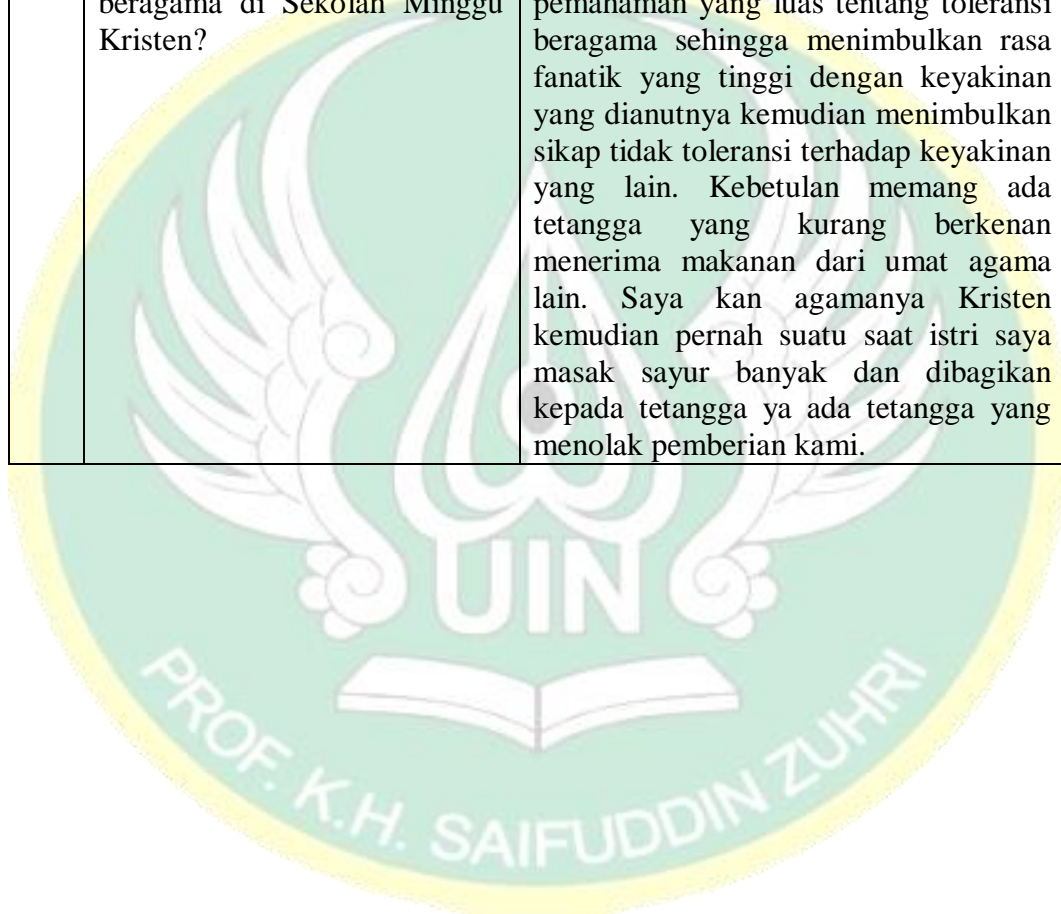 beragama di Sekolah Minggu
Kristen?
pemahaman yang luas tentang toleransi
beragama sehingga menimbulkan rasa
fanatik yang tinggi dengan keyakinan
yang dianutnya kemudian menimbulkan
sikap tidak toleransi terhadap keyakinan
yang lain. Kebetulan memang ada
tetangga yang kurang berkenan
menerima makanan dari umat agama
lain. Saya kan agamanya Kristen
kemudian pernah suatu saat istri saya
masak sayur banyak dan dibagikan
kepada tetangga ya ada tetangga yang
menolak pemberian kami.
UIN
PROF. K.H. SAIFUDDIN ZUHRI